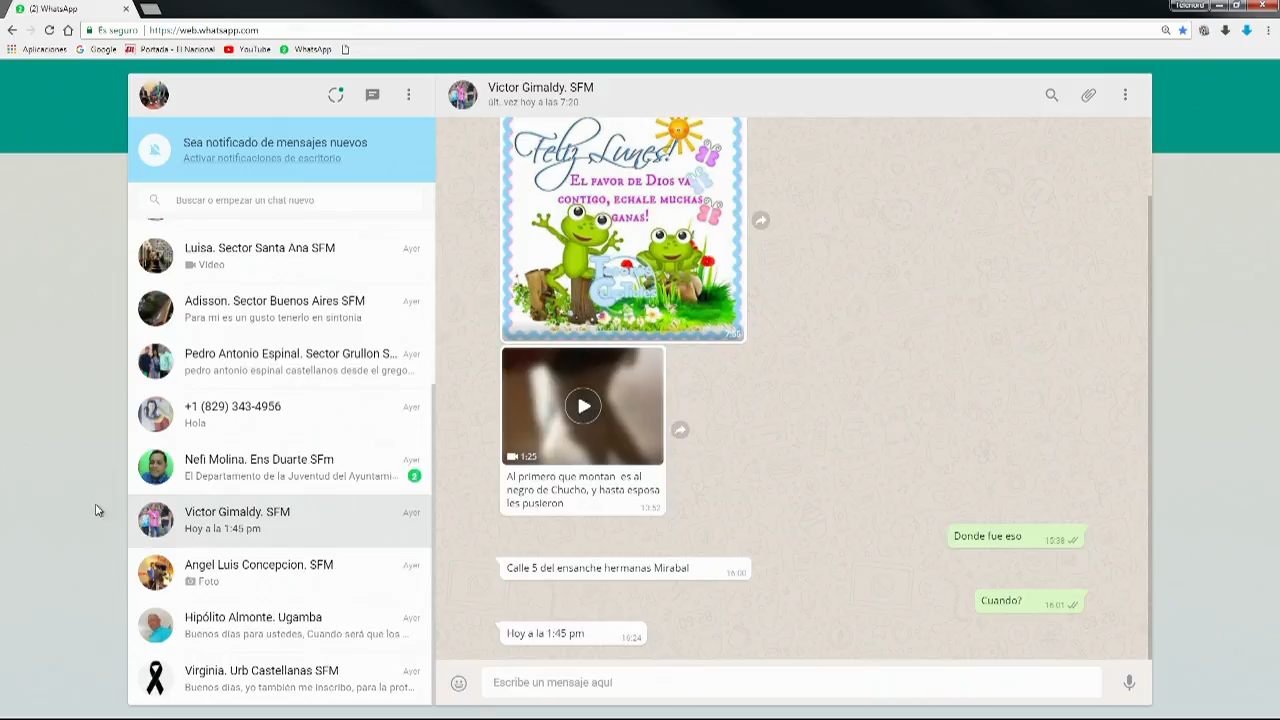 (2) WhatsApp
Telenord
Es seguro
https://web.whatsapp.com
Aplicaciones
Google
Portada - El Nacional
YouTube
WhatsApp
Sea notificado de mensajes nuevos
Activar notificaciones de escritorio
Buscar o empezar un chat nuevo
Luisa. Sector Santa Ana SFM
Ayer
Video
Adisson. Sector Buenos Aires SFM
Ayer
Para mi es un gusto tenerlo en sintonia
Pedro Antonio Espinal. Sector Grullon S...
Ayer
pedro antonio espinal castellanos desde el grego...
+1 (829) 343-4956
Ayer
Hola
Nefi Molina. Ens Duarte SFm
Ayer
El Departamento de la Juventud del Ayuntami...
2
Victor Gimaldy. SFM
Ayer
Hoy a la 1:45 pm
Angel Luis Concepcion. SFM
Ayer
Foto
Hipólito Almonte. Ugamba
Ayer
Buenos días para ustedes, Cuando será que los ...
Virginia. Urb Castellanas SFM
Ayer
Buenos días, yo también me inscribo, para la prot...
Victor Gimaldy. SFM
últ. vez hoy a las 7:20
Feliz Lunes!
El favor de Dios va
contigo, echale muchas
ganas!
1:25
Al primero que montan es al
negro de Chucho, y hasta esposa
les pusieron
13:52
Donde fue eso
15:38
Calle 5 del ensanche hermanas Mirabal
16:00
Cuando?
16:01
Hoy a la 1:45 pm
16:24
Escribe un mensaje aquí